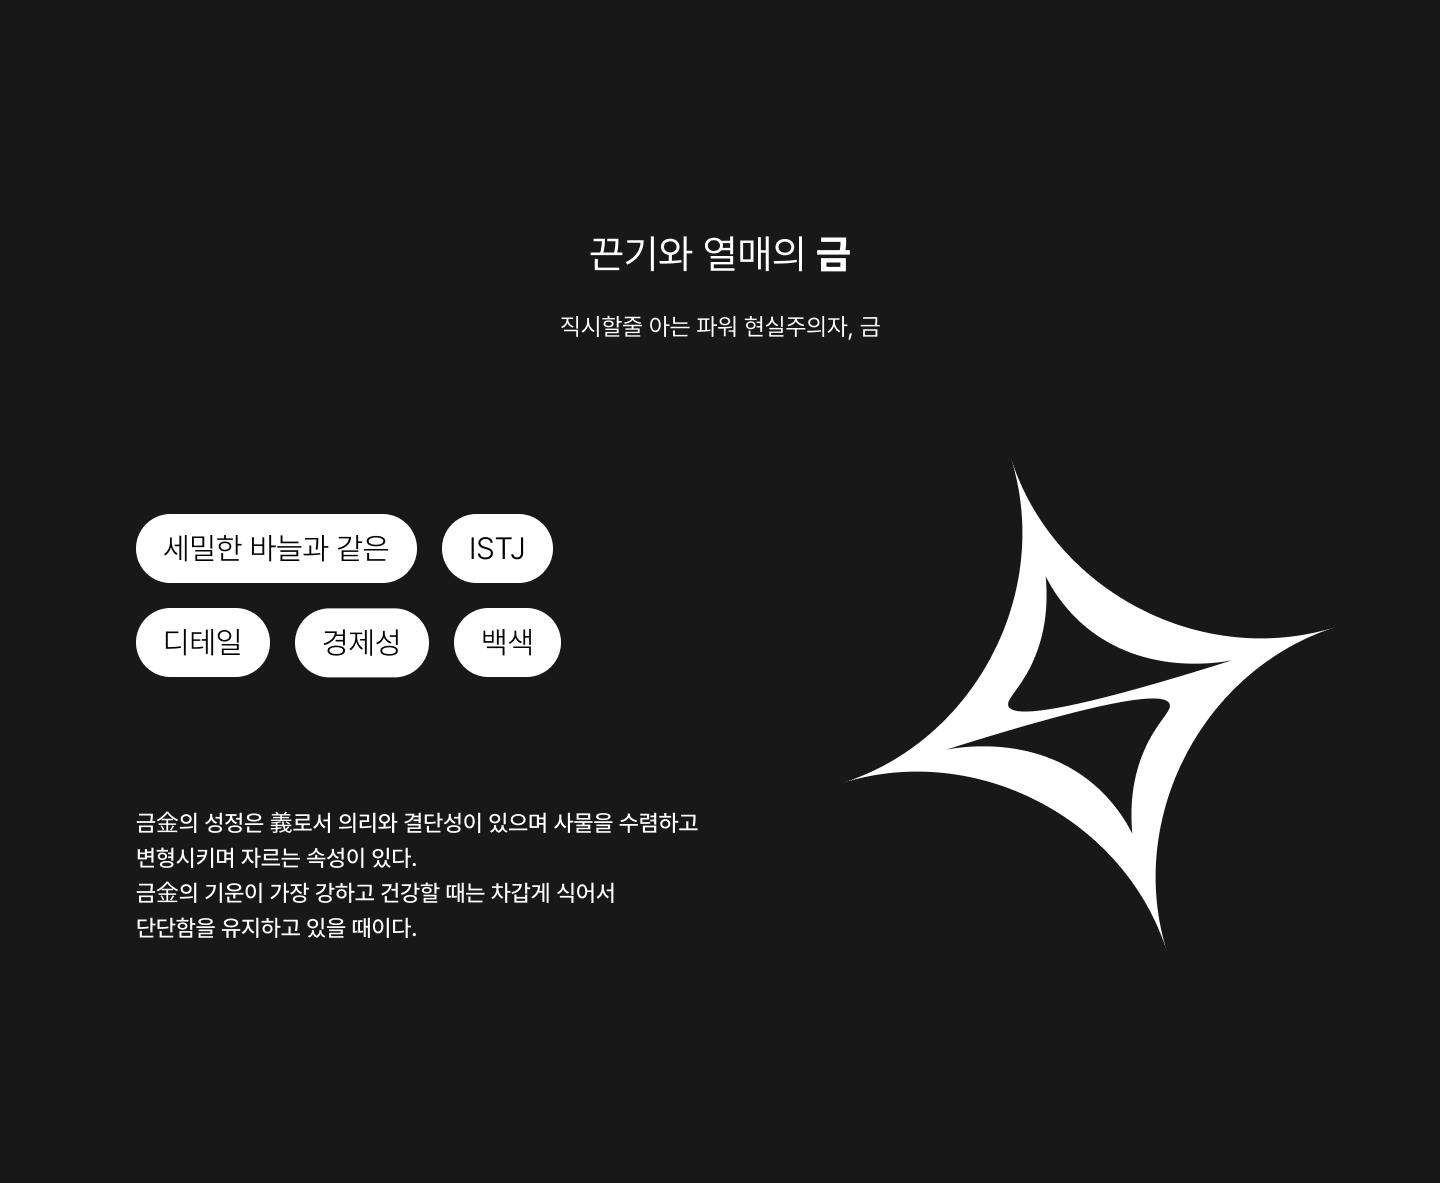 끈기와 열매의 금
직시할줄 아는 파워 현실주의자, 금
세밀한 바늘과 같은
ISTJ
디테일
경제성
백색
금金의 성정은 義로서 의리와 결단성이 있으며 사물을 수렴하고
변형시키며 자르는 속성이 있다.
금金의 기운이 가장 강하고 건강할 때는 차갑게 식어서
단단함을 유지하고 있을 때이다.